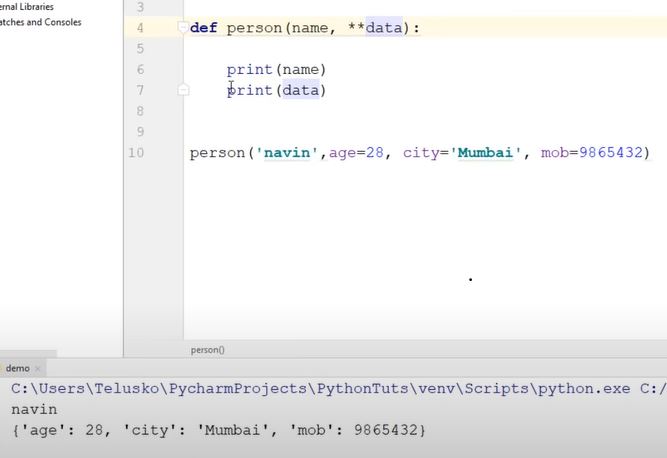 ernal Libraries
atches and Consoles
3
4 def person(name, **data):
5
6 print(name)
7 print(data)
8
9
10 person('navin',age=28, city='Mumbai', mob=9865432)
person()
demo
C:\Users\Telusko\PycharmProjects\PythonTuts\venv\Scripts\python.exe C:/
navin
{'age': 28, 'city': 'Mumbai', 'mob': 9865432}